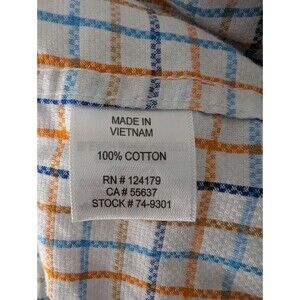 MADE IN
VIETNAM
100% COTTON
RN # 124179
CA # 55637
STOCK # 74-9301